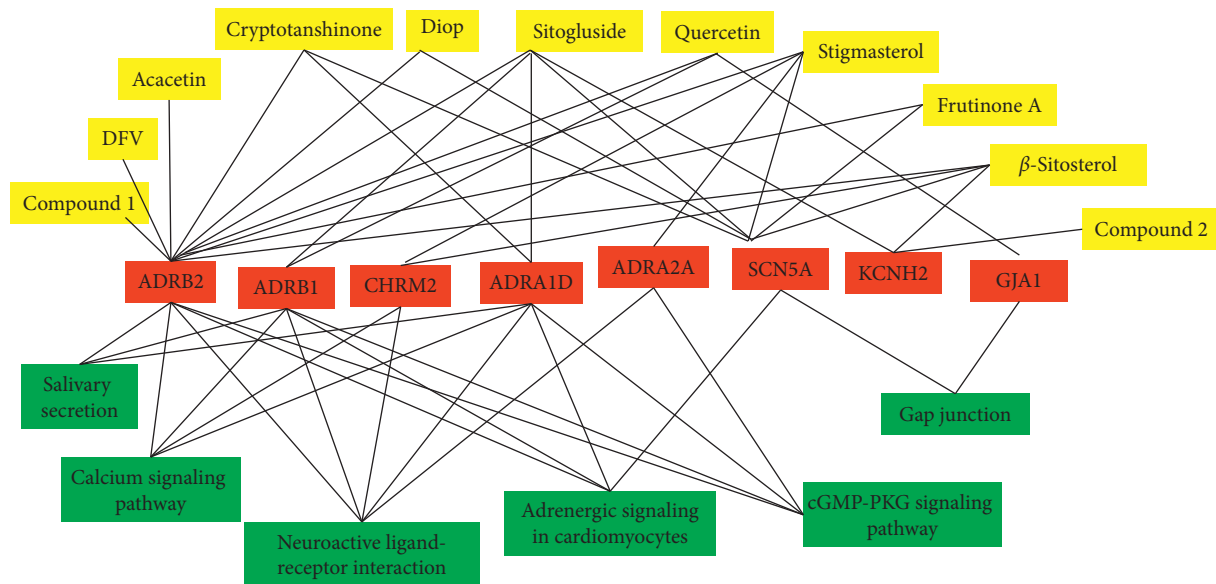 Cryptotanshinone
Diop
Sitogluside
Quercetin
Stigmasterol
Acacetin
Frutinone A
DFV
β-Sitosterol
Compound 1
Compound 2
ADRB2
ADRB1
CHRM2
ADRA1D
ADRA2A
SCN5A
KCNH2
GJA1
Salivary
secretion
Gap junction
Calcium signaling
pathway
Neuroactive ligand-
receptor interaction
Adrenergic signaling
in cardiomyocytes
cGMP-PKG signaling
pathway